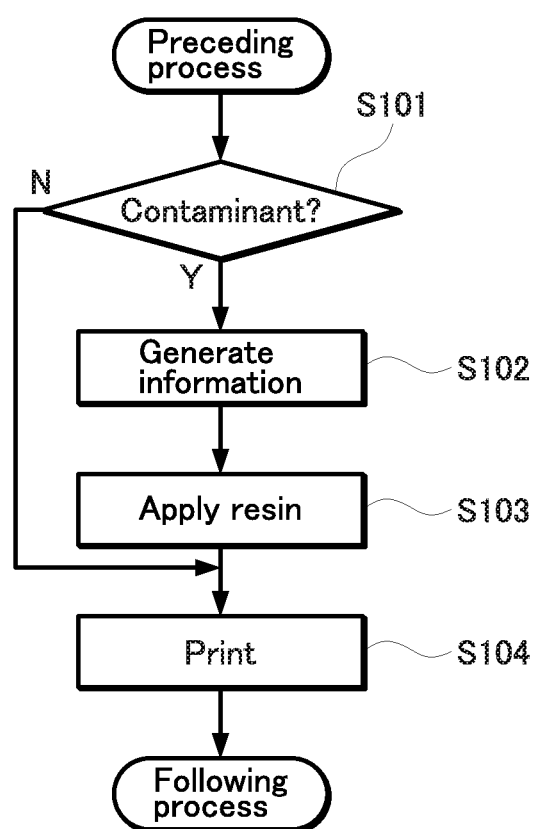 Preceding
process
S101
N
Contaminant?
Y
Generate
information
S102
Apply resin
S103
Print
S104
Following
process